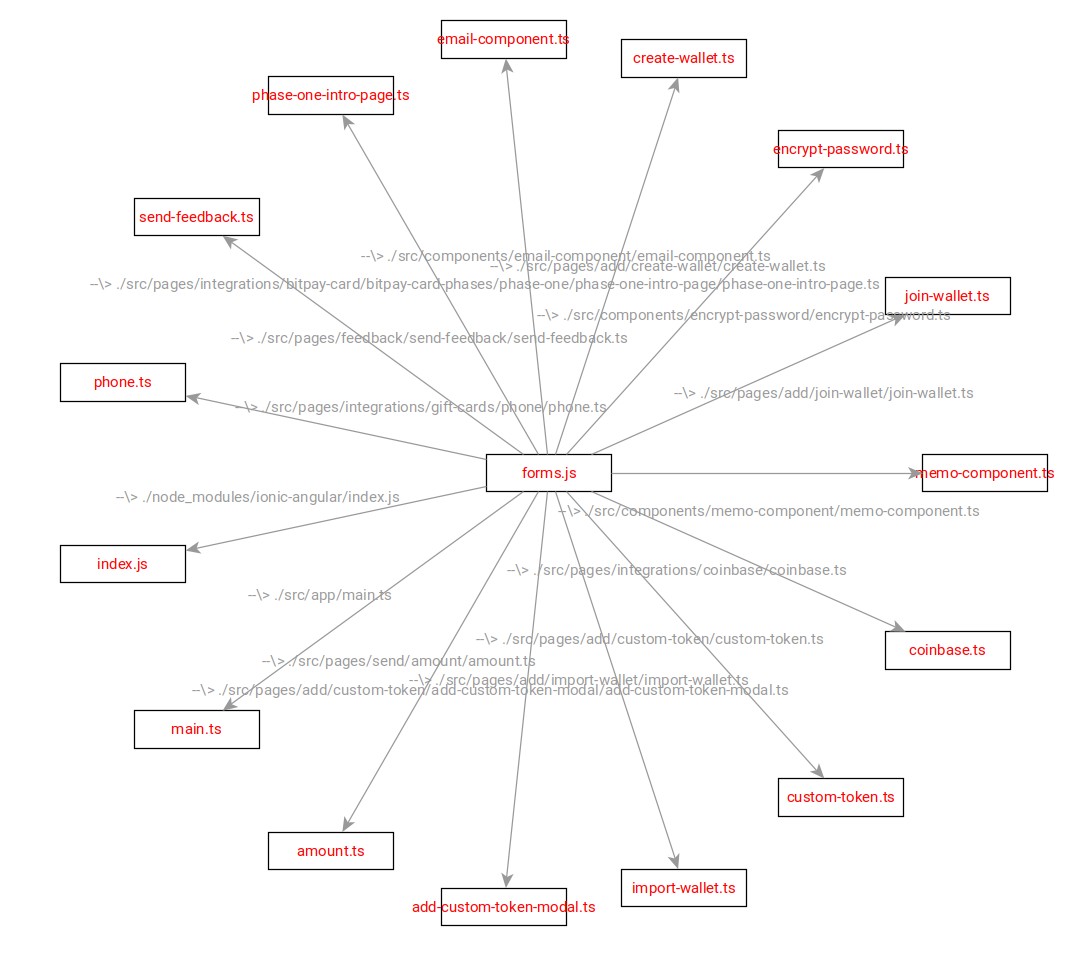 email-component.ts
create-wallet.ts
phase-one-intro-page.ts
encrypt-password.ts
send-feedback.ts
--\> ./src/components/email-component/email-component.ts
--\> ./src/pages/add/create-wallet/create-wallet.ts
--\> ./src/pages/integrations/bitpay-card/bitpay-card-phases/phase-one/phase-one-intro-page/phase-one-intro-page.ts
join-wallet.ts
--\> ./src/components/encrypt-password/encrypt-password.ts
--\> ./src/pages/feedback/send-feedback/send-feedback.ts
phone.ts
--\> ./src/pages/add/join-wallet/join-wallet.ts
--\> ./src/pages/integrations/gift-cards/phone/phone.ts
forms.js
memo-component.ts
--\> ./node_modules/ionic-angular/index.js
--\> ./src/components/memo-component/memo-component.ts
index.js
--\> ./src/pages/integrations/coinbase/coinbase.ts
--\> ./src/app/main.ts
--\> ./src/pages/add/custom-token/custom-token.ts
coinbase.ts
--\> ./src/pages/send/amount/amount.ts
--\> ./src/pages/add/import-wallet/import-wallet.ts
--\> ./src/pages/add/custom-token/add-custom-token-modal/add-custom-token-modal.ts
main.ts
custom-token.ts
amount.ts
import-wallet.ts
add-custom-token-modal.ts